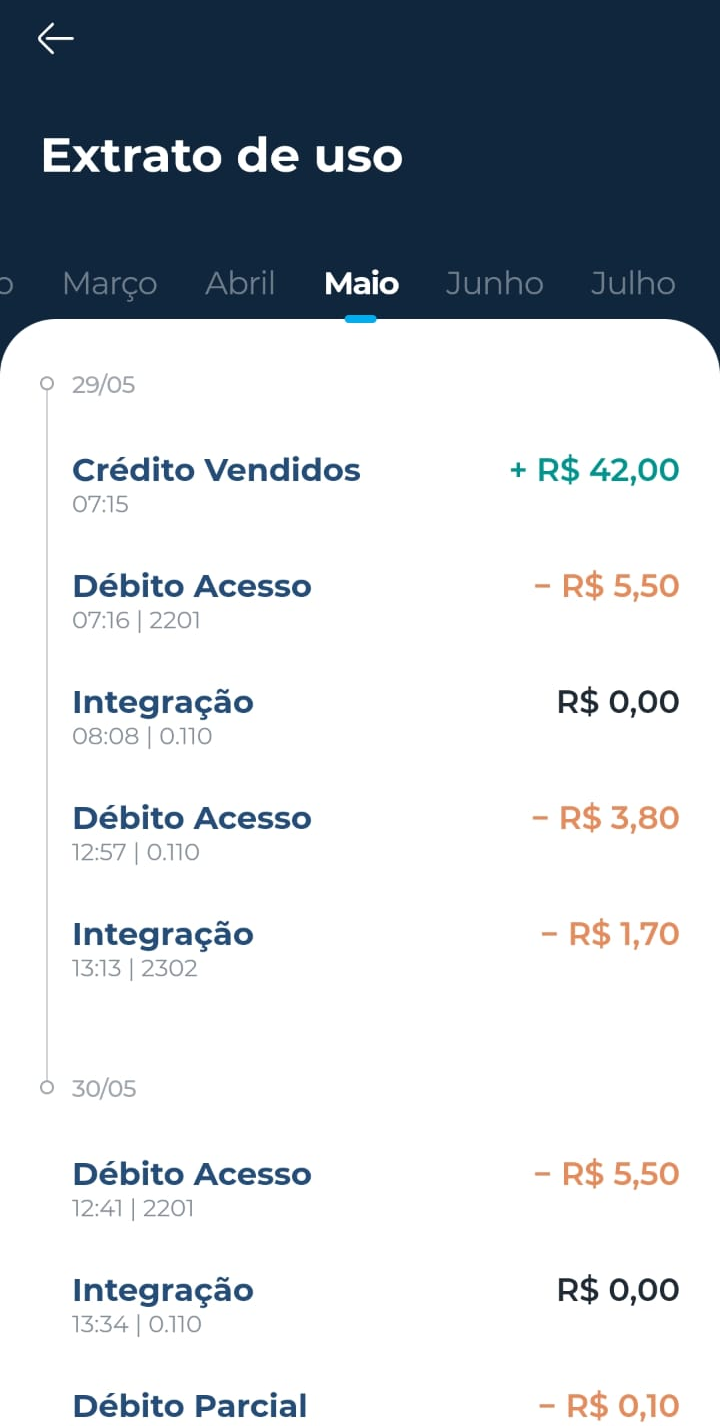 Extrato de uso
o Março Abril Maio Junho Julho
29/05
Crédito Vendidos + R$ 42,00
07:15
Débito Acesso − R$ 5,50
07:16 | 2201
Integração R$ 0,00
08:08 | 0.110
Débito Acesso − R$ 3,80
12:57 | 0.110
Integração − R$ 1,70
13:13 | 2302
30/05
Débito Acesso − R$ 5,50
12:41 | 2201
Integração R$ 0,00
13:34 | 0.110
Débito Parcial − R$ 0,10